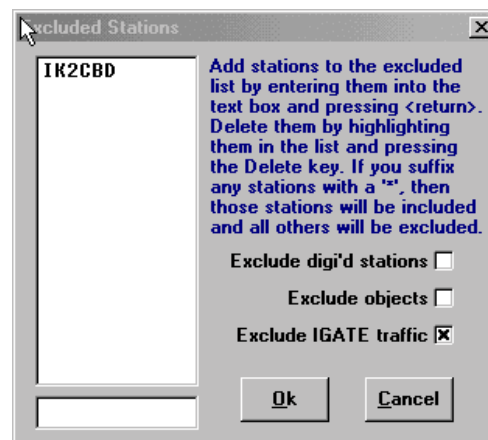 Excluded Stations
IK2CBD
Add stations to the excluded
list by entering them into the
text box and pressing <return>.
Delete them by highlighting
them in the list and pressing
the Delete key. If you suffix
any stations with a '*', then
those stations will be included
and all others will be excluded.
Exclude digi'd stations
Exclude objects
Exclude IGATE traffic
Ok
Cancel